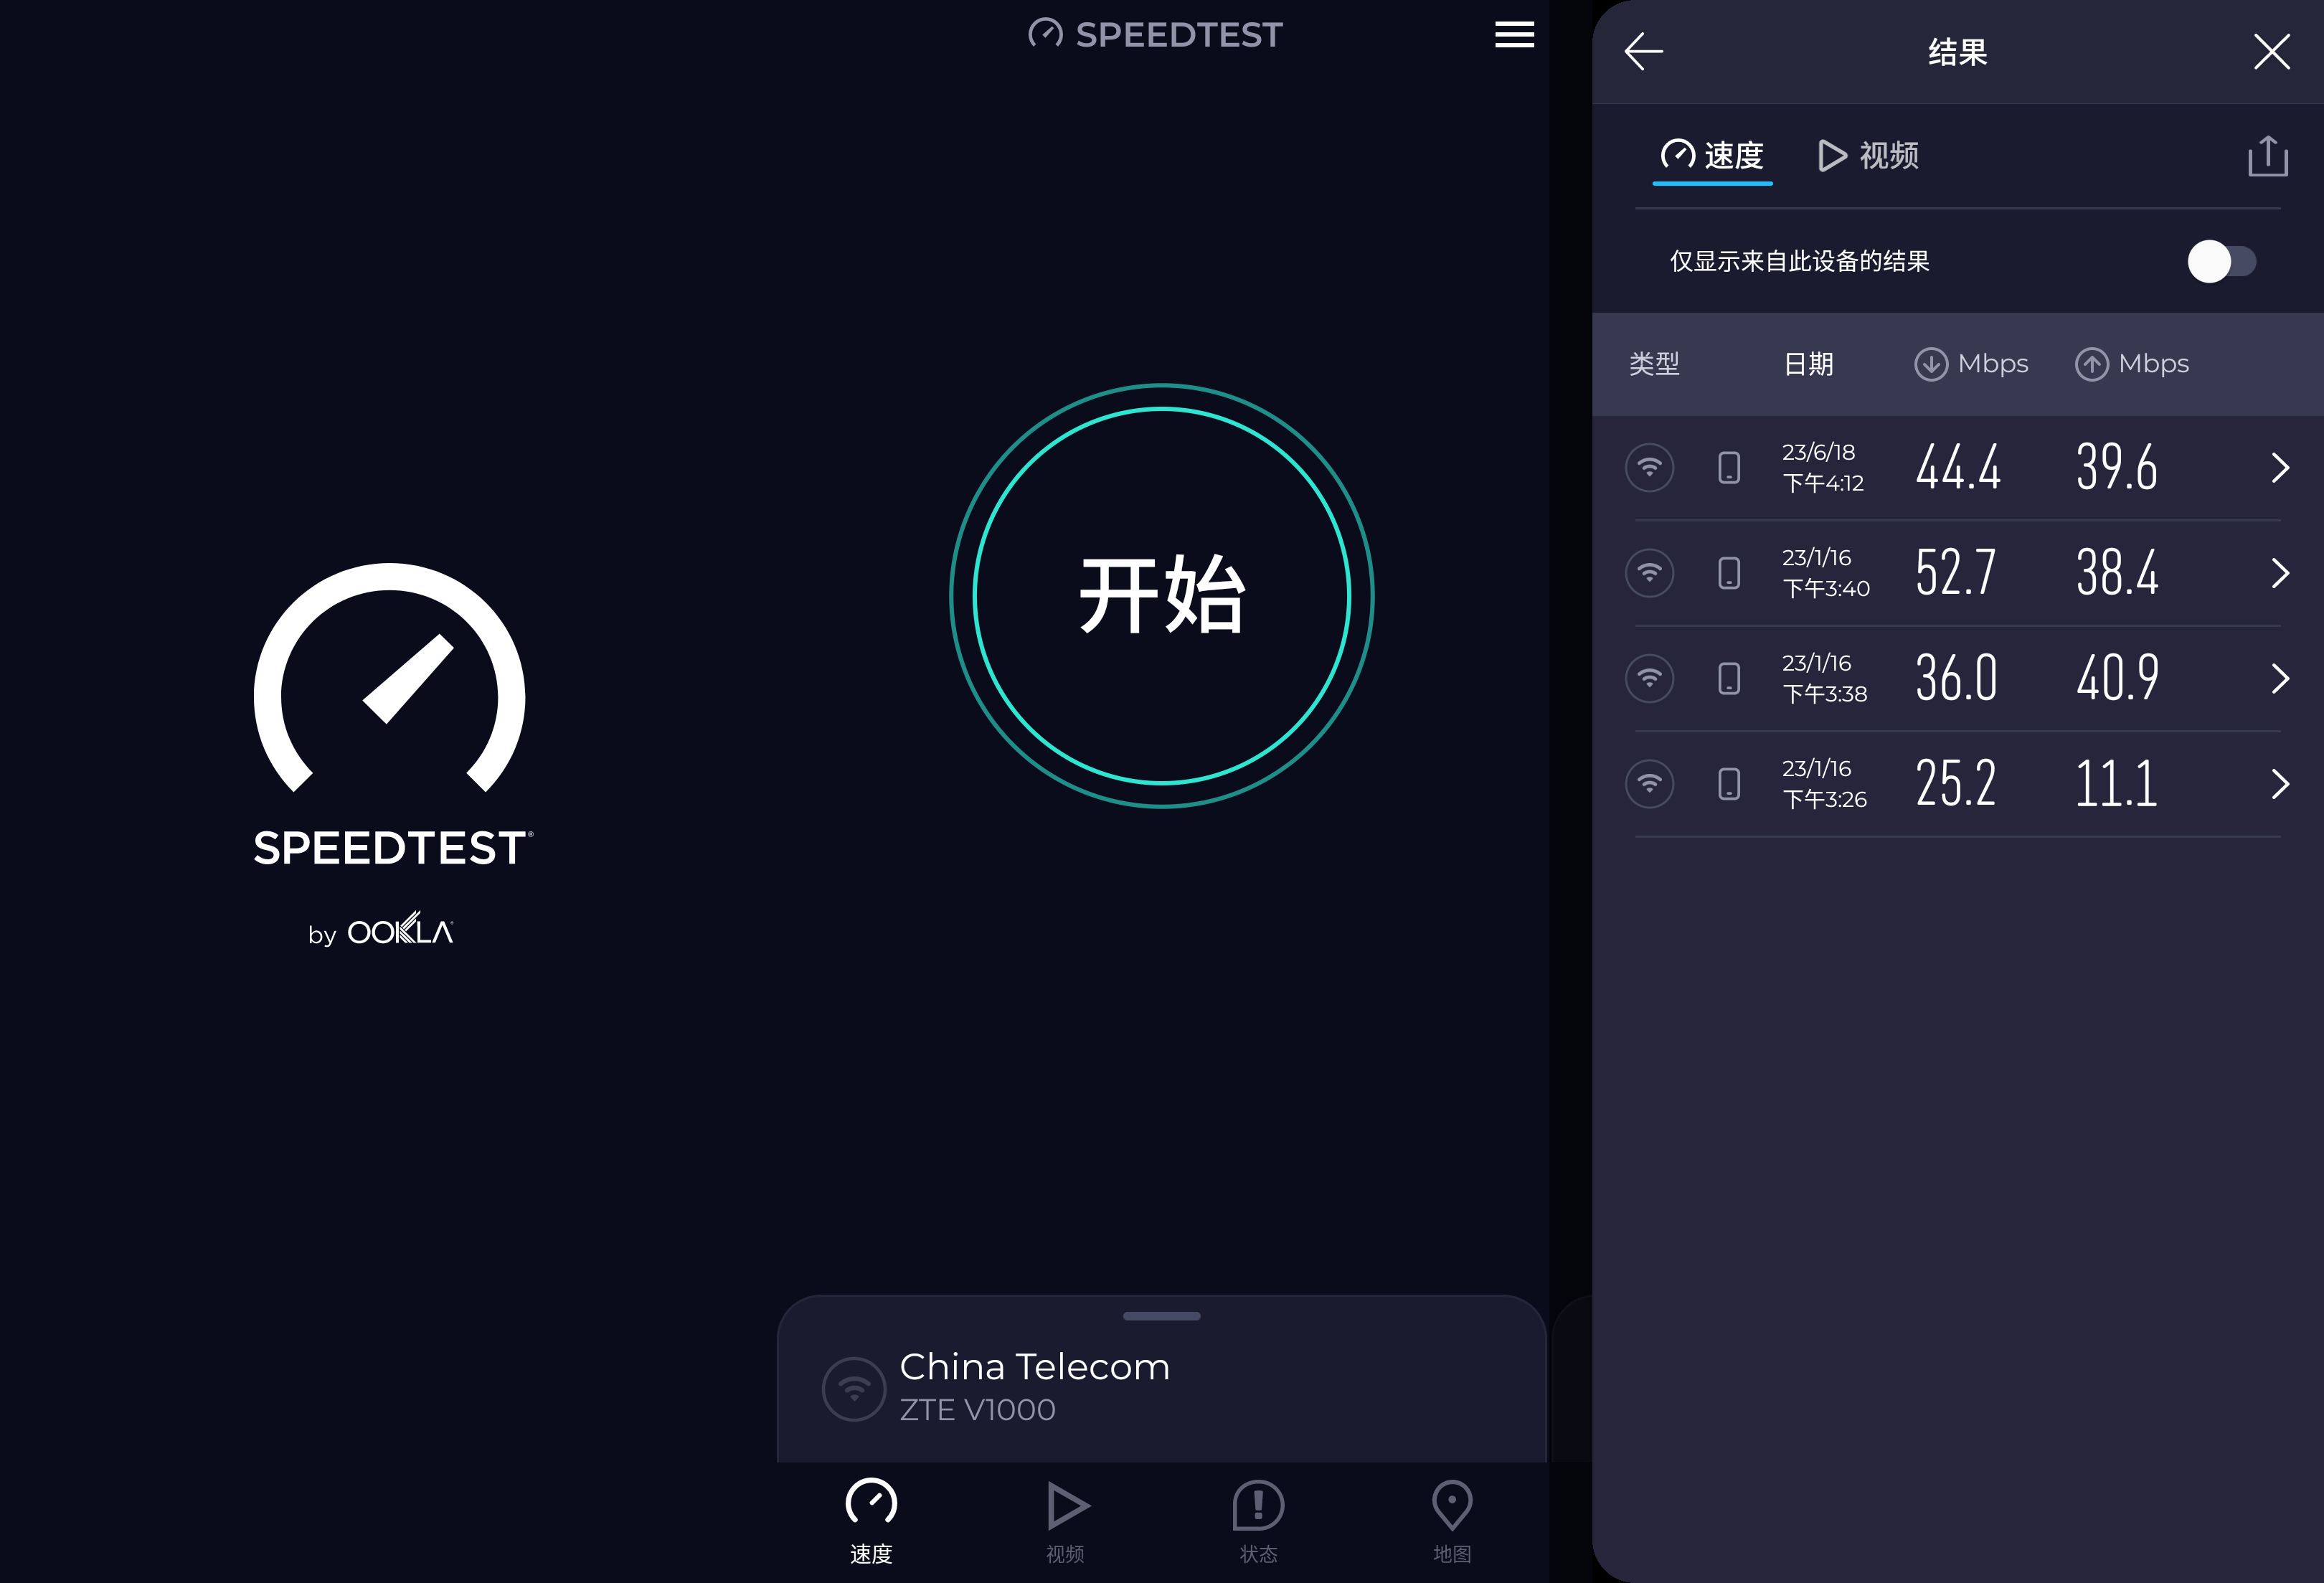 SPEEDTEST®
by OOKLA®
SPEEDTEST
开始
China Telecom
ZTE V1000
速度
视频
状态
地图
结果
速度
视频
仅显示来自此设备的结果
类型 日期 Mbps Mbps
23/6/18
下午4:12
44.4 39.6
23/1/16
下午3:40
52.7 38.4
23/1/16
下午3:38
36.0 40.9
23/1/16
下午3:26
25.2 11.1